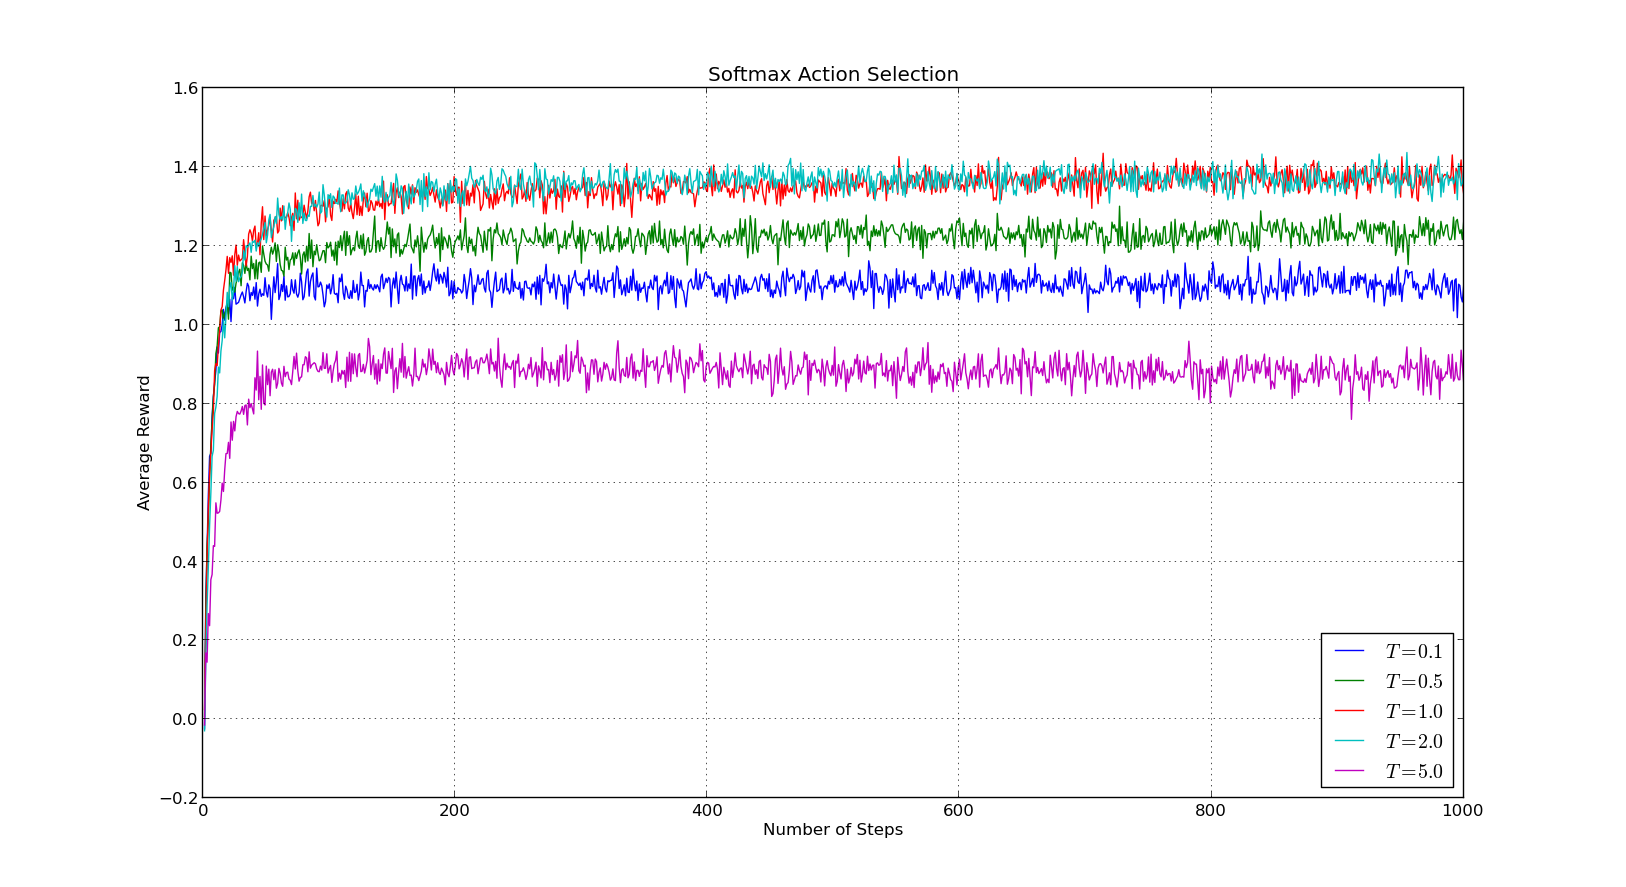 Softmax Action Selection
1.6
1.4
1.2
1.0
0.8
0.6
0.4
0.2
0.0
−0.2
Average Reward
0
200
400
600
800
1000
Number of Steps
T=0.1
T=0.5
T=1.0
T=2.0
T=5.0